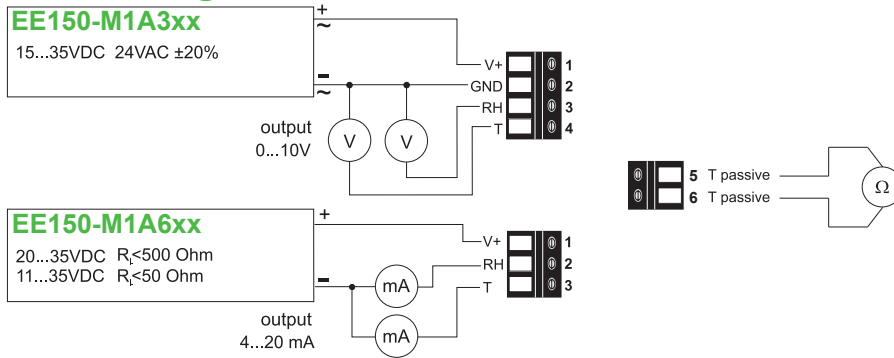 EE150-M1A3xx
15...35VDC 24VAC ±20%
+
~
−
~
V+ 1
GND 2
RH 3
T 4
output
0...10V
V
V
5 T passive
6 T passive
Ω
EE150-M1A6xx
20...35VDC RL<500 Ohm
11...35VDC RL<50 Ohm
+
−
V+ 1
RH 2
T 3
mA
mA
output
4...20 mA